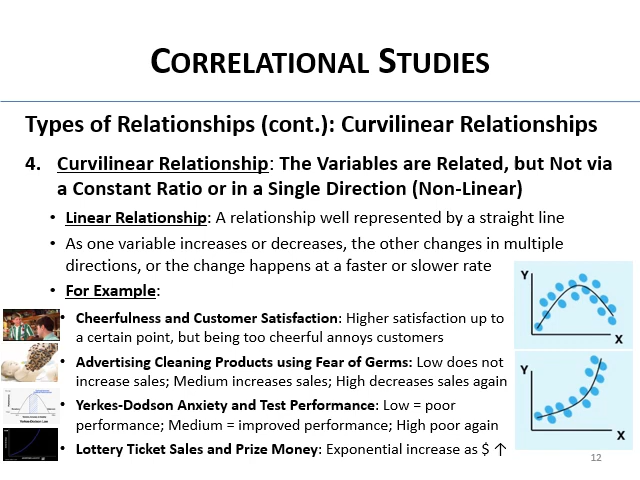 CORRELATIONAL STUDIES
Types of Relationships (cont.): Curvilinear Relationships
4. Curvilinear Relationship: The Variables are Related, but Not via
a Constant Ratio or in a Single Direction (Non-Linear)
• Linear Relationship: A relationship well represented by a straight line
• As one variable increases or decreases, the other changes in multiple
directions, or the change happens at a faster or slower rate
• For Example:
• Cheerfulness and Customer Satisfaction: Higher satisfaction up to
a certain point, but being too cheerful annoys customers
• Advertising Cleaning Products using Fear of Germs: Low does not
increase sales; Medium increases sales; High decreases sales again
• Yerkes-Dodson Anxiety and Test Performance: Low = poor
performance; Medium = improved performance; High poor again
• Lottery Ticket Sales and Prize Money: Exponential increase as $ ↑
Y
X
Y
X
12